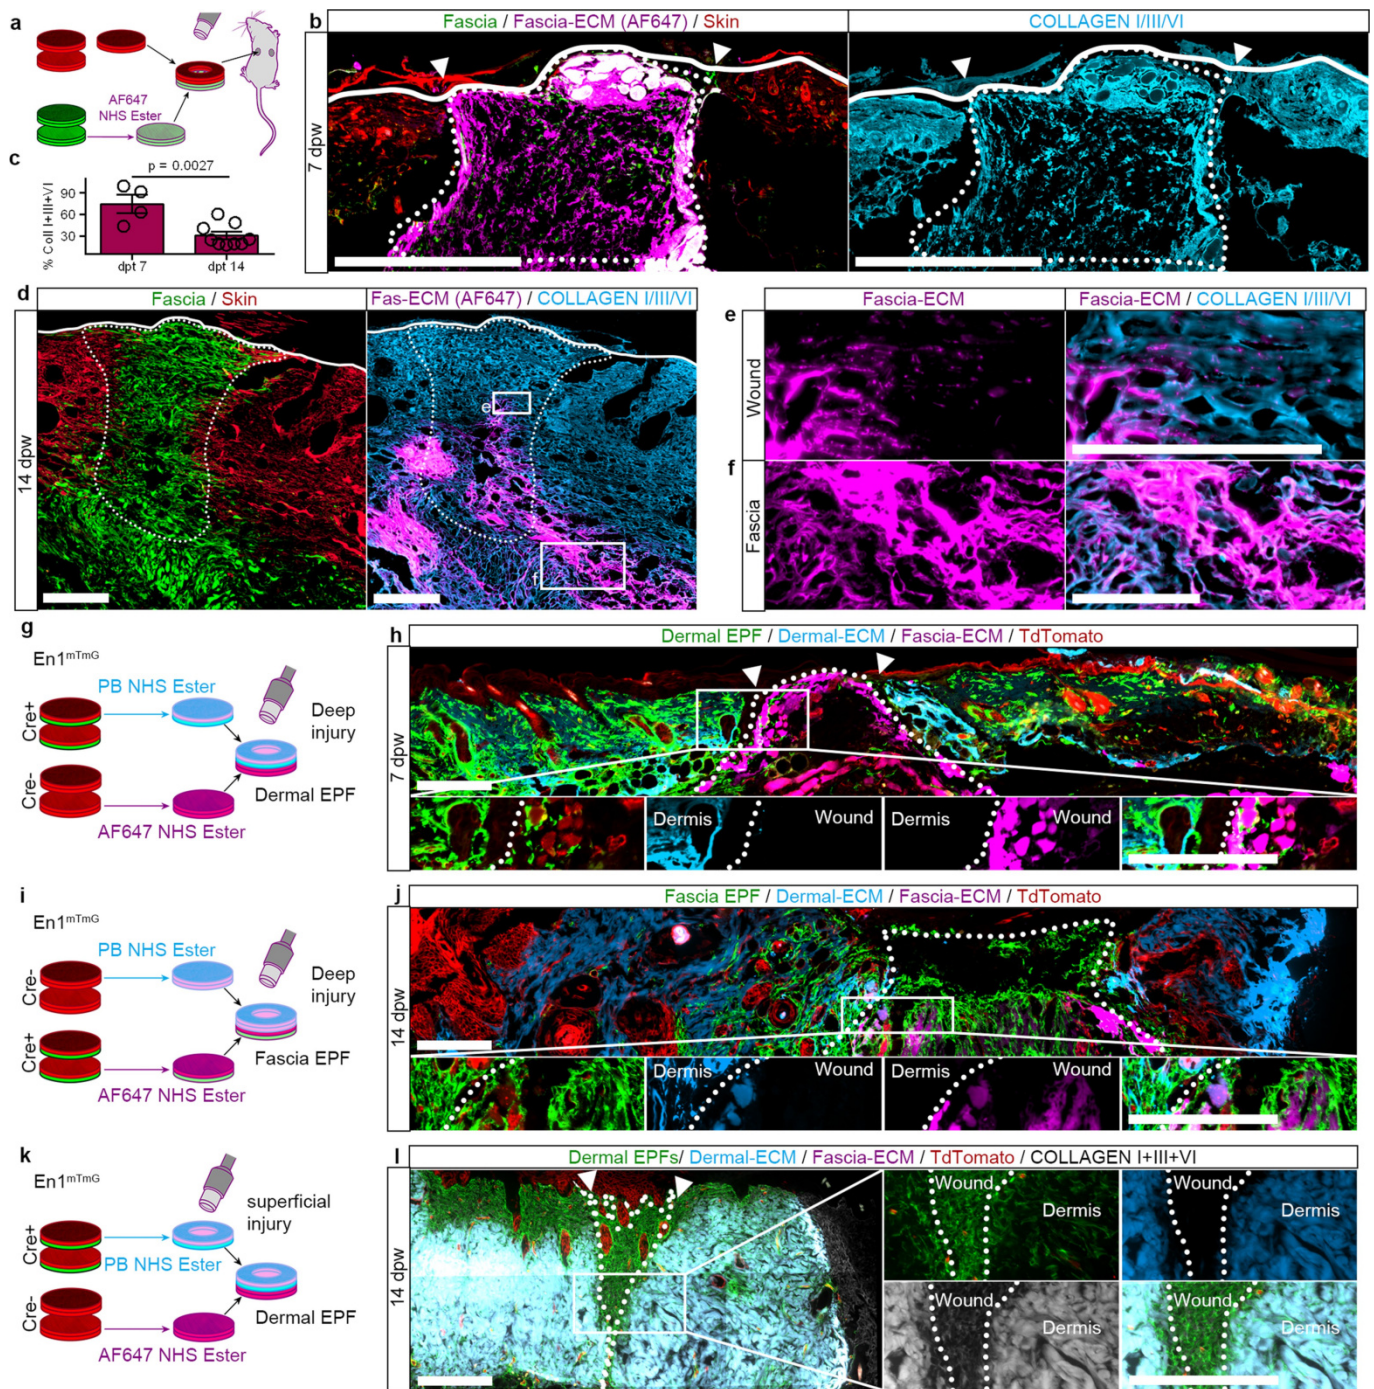 a
AF647
NHS Ester
b
Fascia / Fascia-ECM (AF647) / Skin
COLLAGEN I/III/VI
7 dpw
c
p = 0.0027
% Coll I+III+VI
90
60
30
dpt 7
dpt 14
d
Fascia / Skin
Fas-ECM (AF647) / COLLAGEN I/III/VI
14 dpw
e
f
Fascia-ECM
Fascia-ECM / COLLAGEN I/III/VI
e
Wound
f
Fascia
g
En1mTmG
Cre+
PB NHS Ester
Deep
injury
Cre-
Dermal EPF
AF647 NHS Ester
h
Dermal EPF / Dermal-ECM / Fascia-ECM / TdTomato
7 dpw
Dermis
Wound
Dermis
Wound
i
En1mTmG
Cre-
PB NHS Ester
Deep
injury
Cre+
Fascia EPF
AF647 NHS Ester
j
Fascia EPF / Dermal-ECM / Fascia-ECM / TdTomato
14 dpw
Dermis
Wound
Dermis
Wound
k
En1mTmG
Cre+
superficial
injury
PB NHS Ester
Cre-
Dermal EPF
AF647 NHS Ester
l
Dermal EPFs/ Dermal-ECM / Fascia-ECM / TdTomato / COLLAGEN I+III+VI
14 dpw
Wound
Dermis
Wound
Dermis
Wound
Dermis
Wound
Dermis